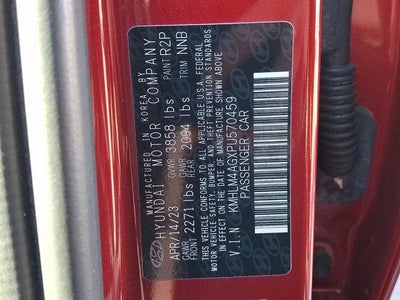 MANUFACTURED IN KOREA BY
HYUNDAI MOTOR COMPANY
APR/14/23 GVWR 3858 lbs PAINT R2P
GAWR FRONT 2271 lbs GAWR REAR 2094 lbs TRIM NNB
THIS VEHICLE CONFORMS TO ALL APPLICABLE U.S.A. FEDERAL
MOTOR VEHICLE SAFETY, BUMPER, AND THEFT PREVENTION STANDARDS
IN EFFECT ON THE DATE OF MANUFACTURE SHOWN ABOVE.
V.I.N KMHLM4AGXPU570459
PASSENGER CAR